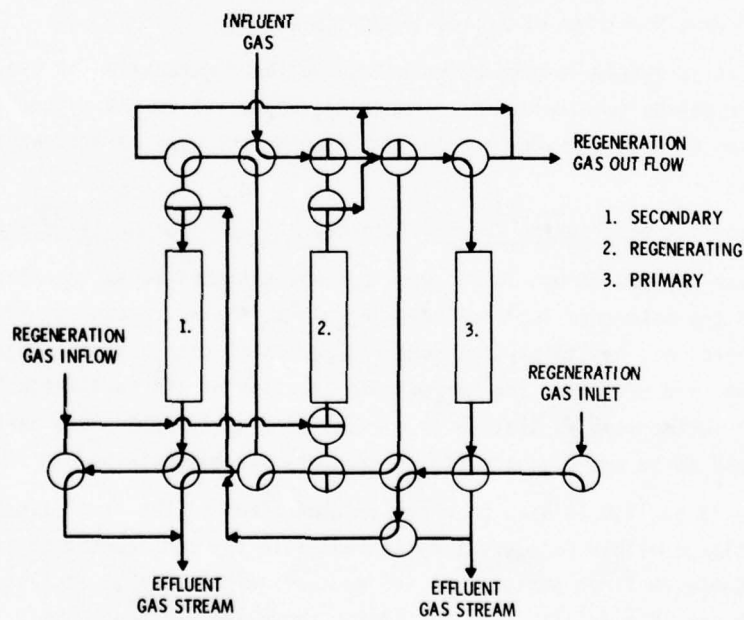 INFLUENT
GAS
REGENERATION
GAS OUT FLOW
1. SECONDARY
2. REGENERATING
3. PRIMARY
1.
2.
3.
REGENERATION
GAS INFLOW
REGENERATION
GAS INLET
EFFLUENT
GAS STREAM
EFFLUENT
GAS STREAM